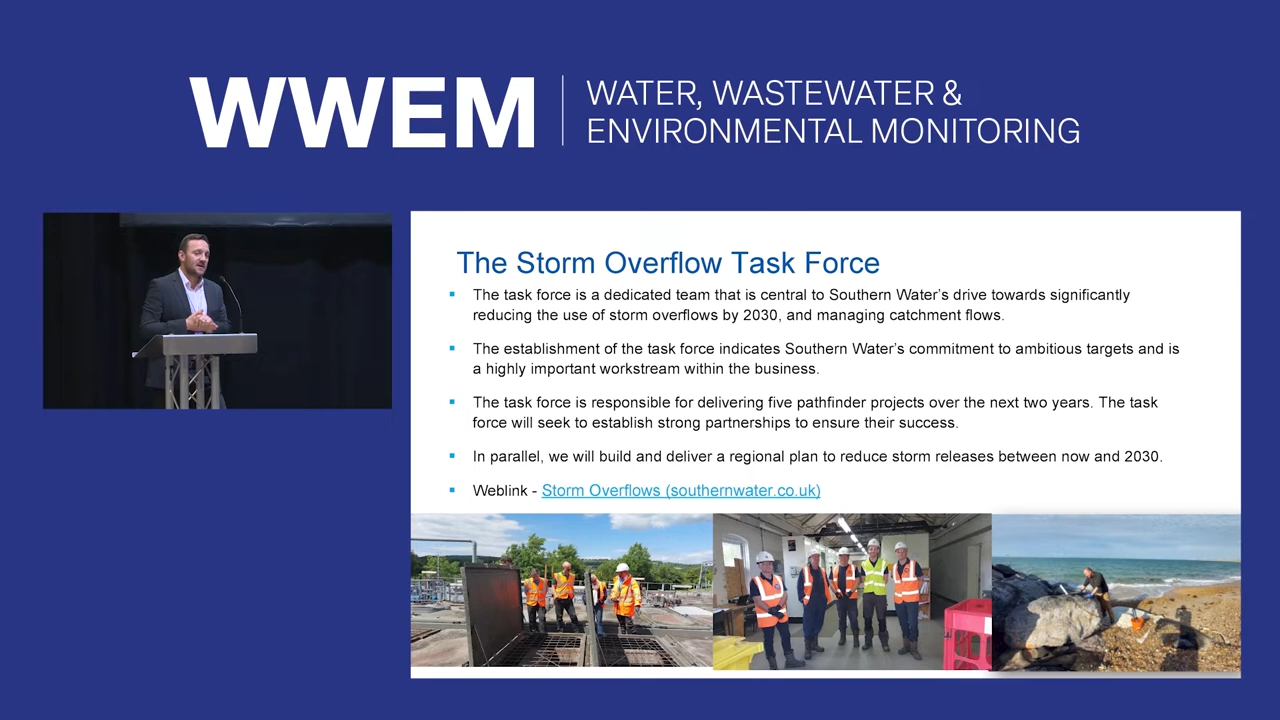 WWEM
WATER, WASTEWATER &
ENVIRONMENTAL MONITORING
The Storm Overflow Task Force
▪ The task force is a dedicated team that is central to Southern Water’s drive towards significantly
reducing the use of storm overflows by 2030, and managing catchment flows.
▪ The establishment of the task force indicates Southern Water’s commitment to ambitious targets and is
a highly important workstream within the business.
▪ The task force is responsible for delivering five pathfinder projects over the next two years. The task
force will seek to establish strong partnerships to ensure their success.
▪ In parallel, we will build and deliver a regional plan to reduce storm releases between now and 2030.
▪ Weblink - Storm Overflows (southernwater.co.uk)